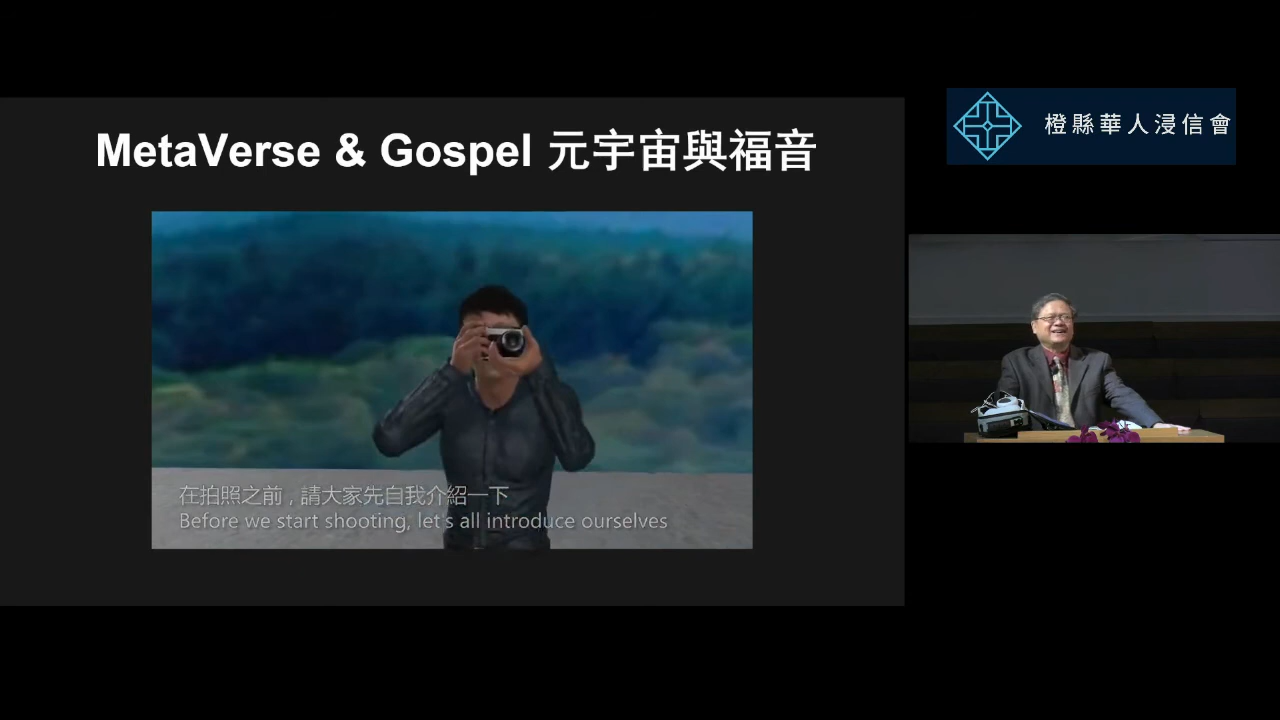 MetaVerse & Gospel 元宇宙與福音
橙縣華人浸信會
在拍照之前 , 請大家先自我介紹一下
Before we start shooting, let's all introduce ourselves